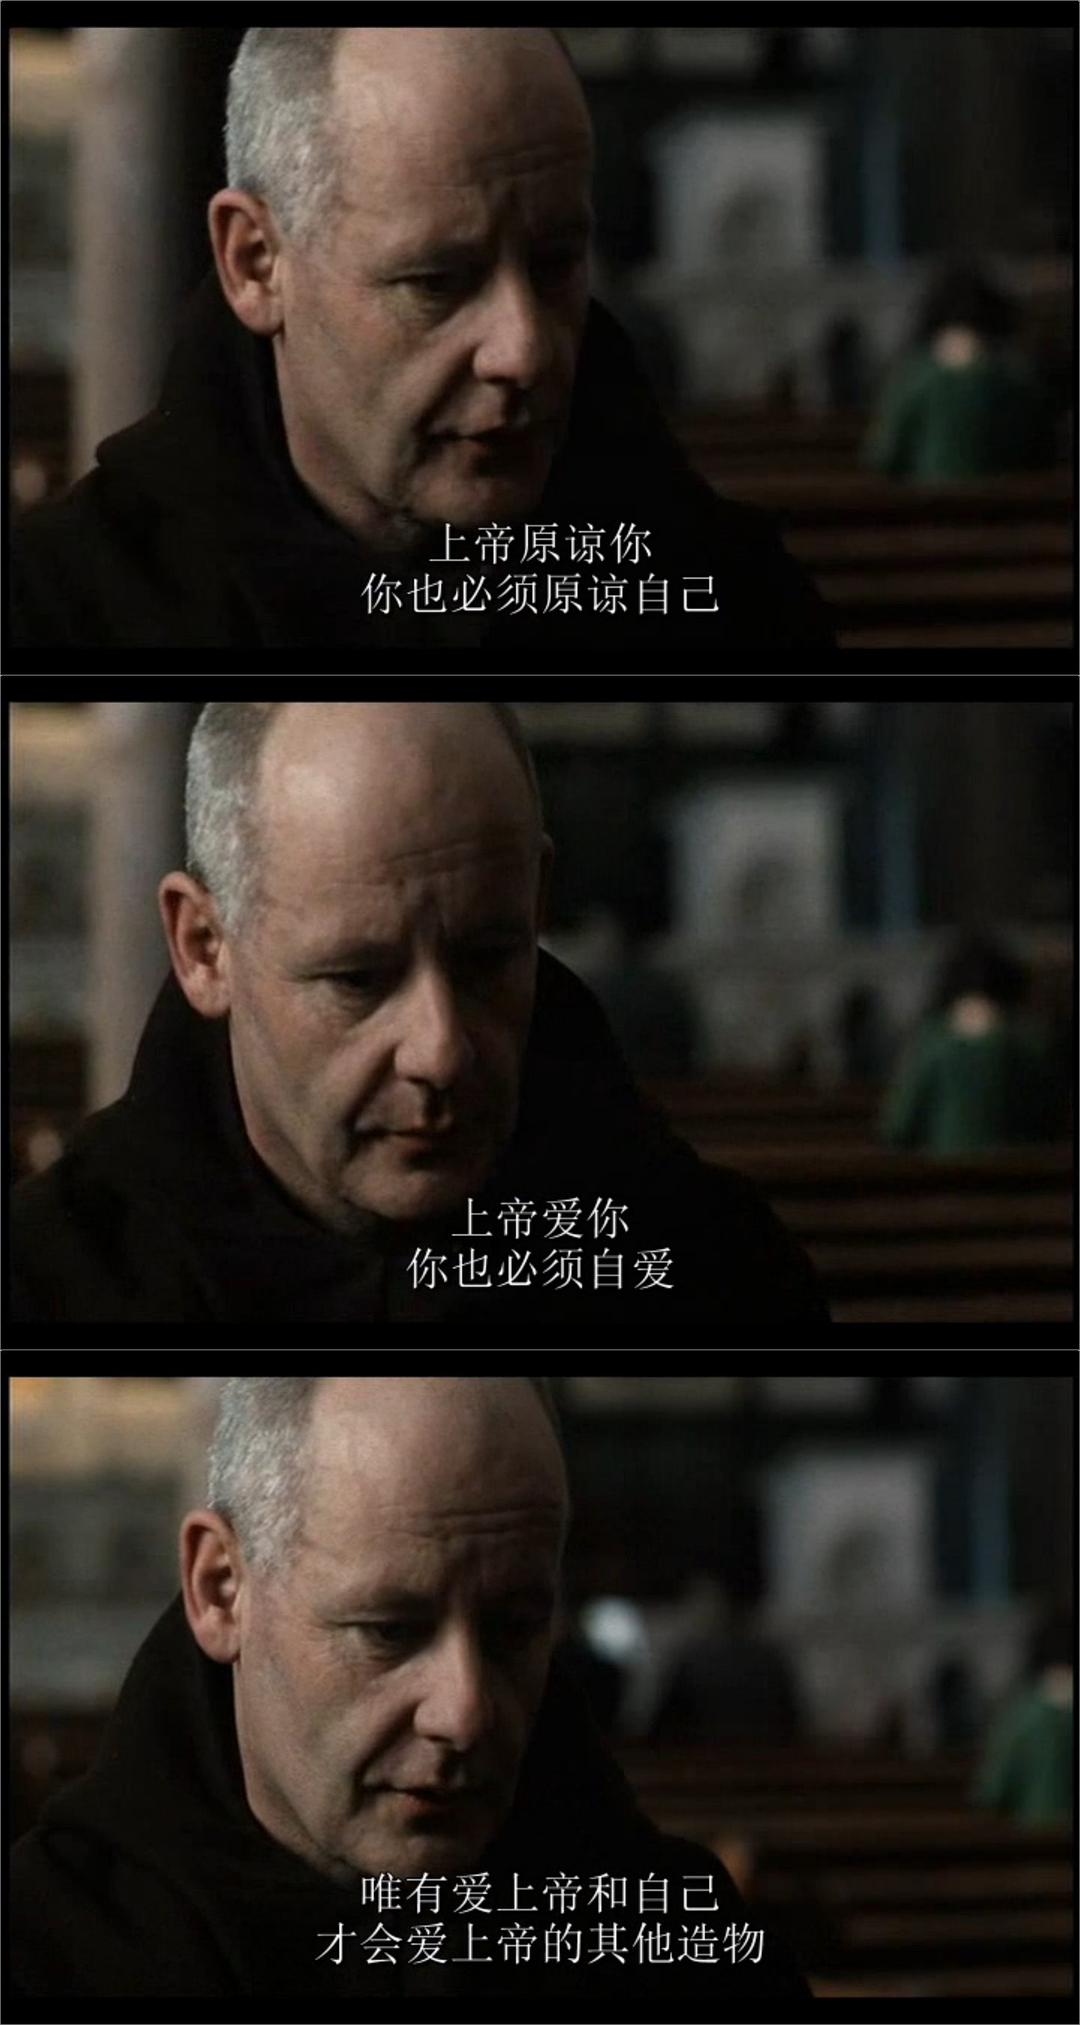 上帝原谅你
你也必须原谅自己
上帝爱你
你也必须自爱
唯有爱上帝和自己
才会爱上帝的其他造物